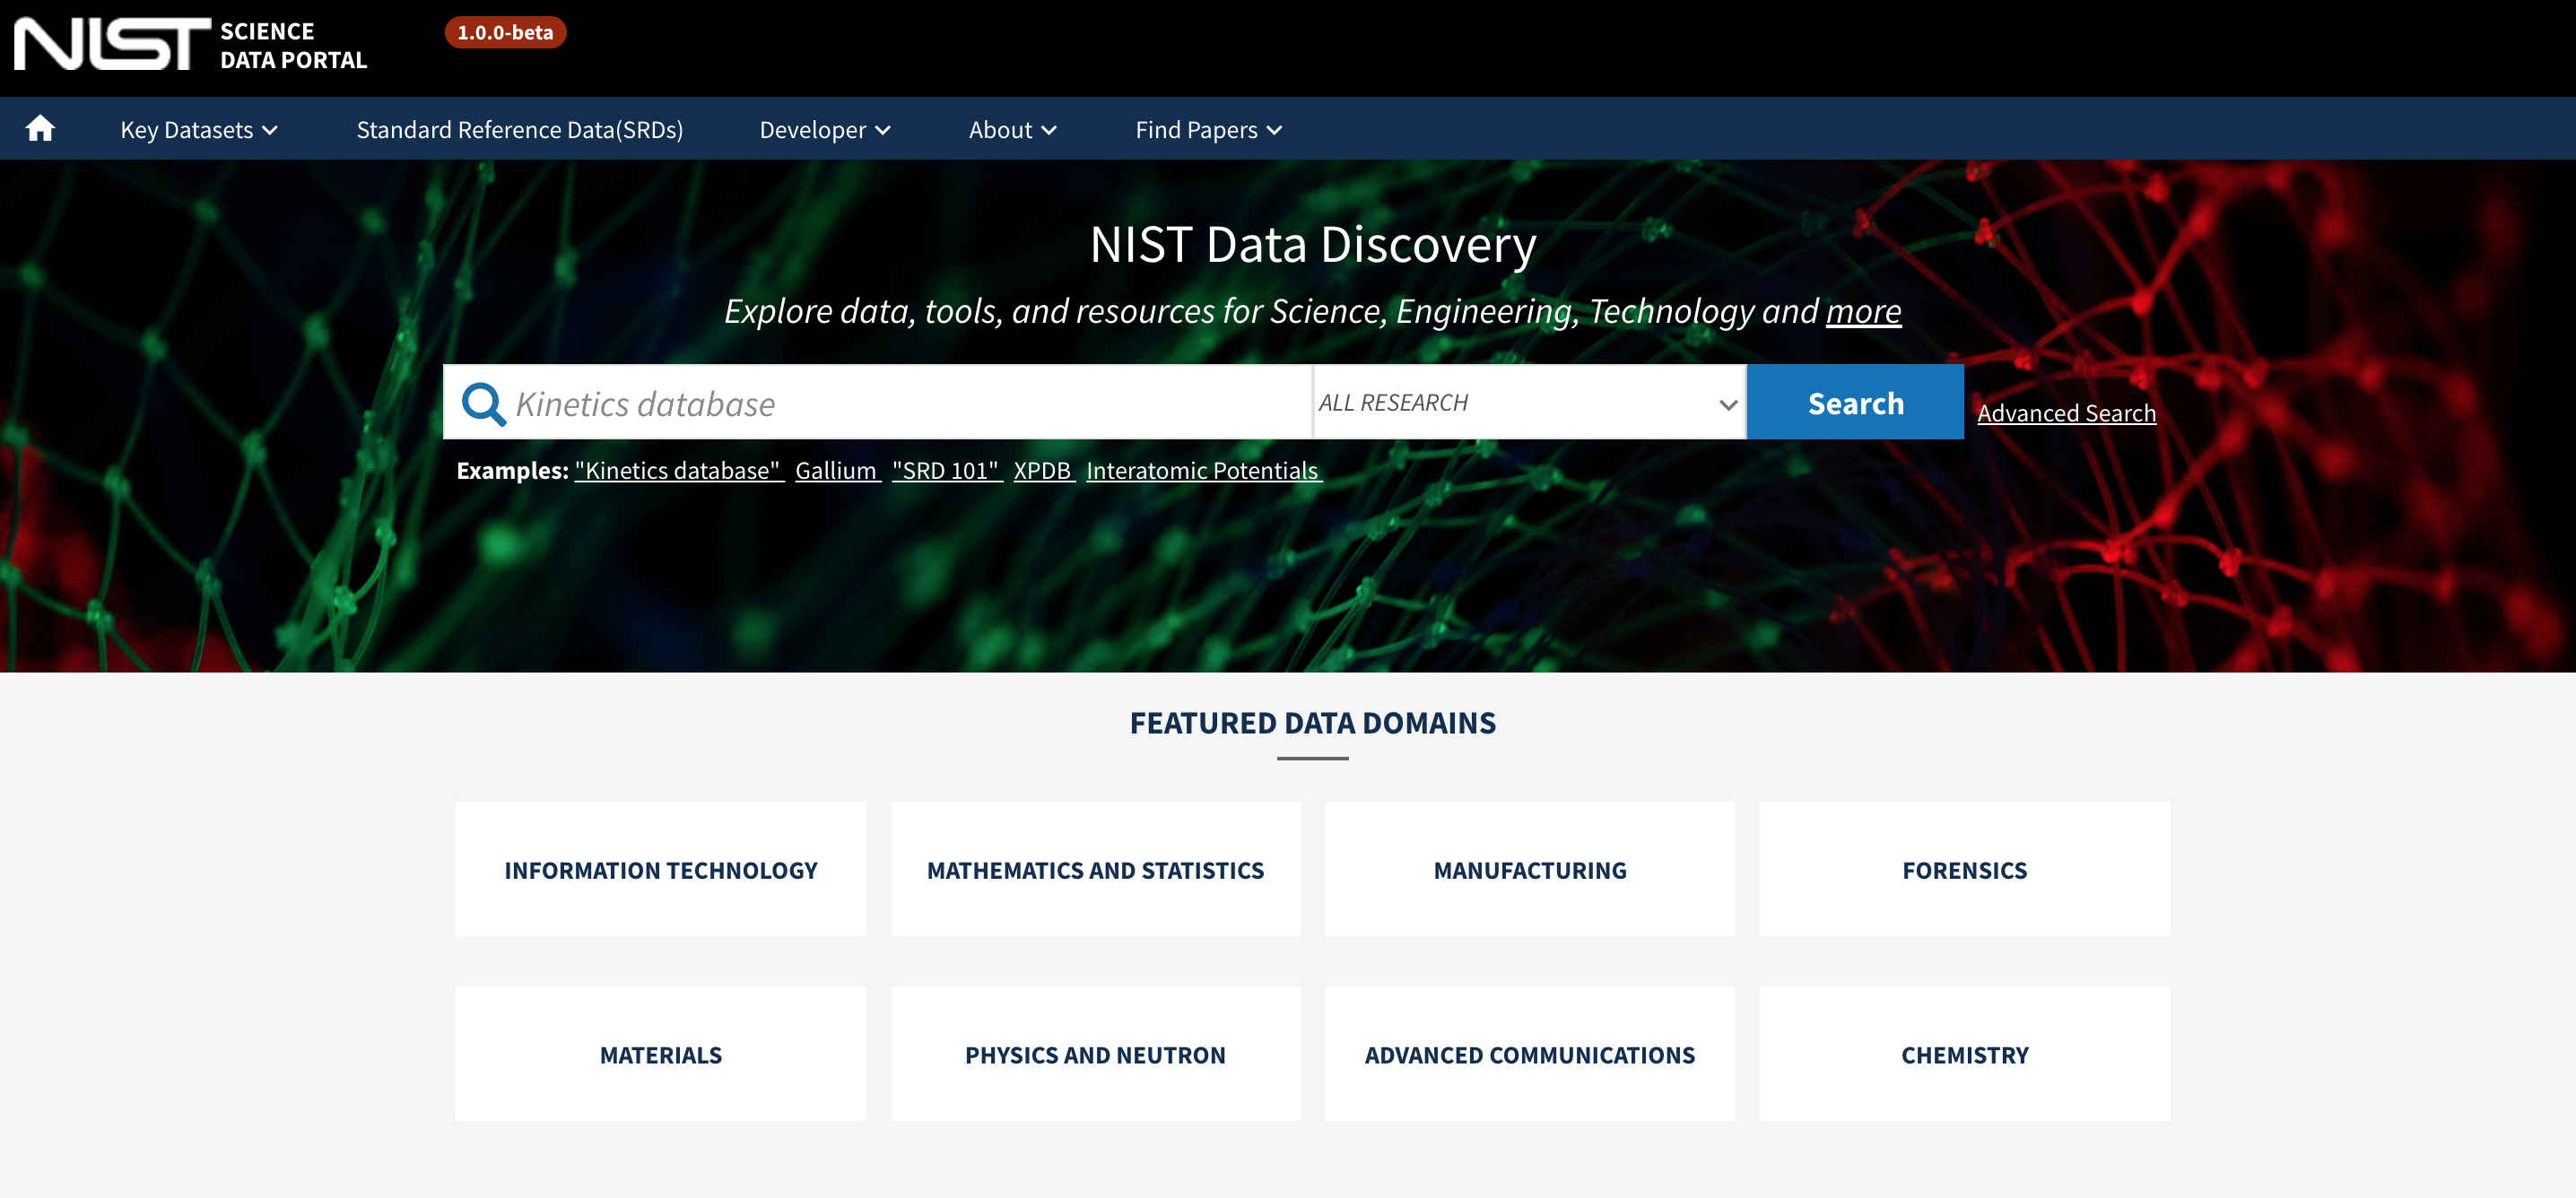 NIST SCIENCE
DATA PORTAL
1.0.0-beta
Key Datasets
Standard Reference Data(SRDs)
Developer
About
Find Papers
NIST Data Discovery
Explore data, tools, and resources for Science, Engineering, Technology and more
Kinetics database
ALL RESEARCH
Search
Advanced Search
Examples: "Kinetics database" Gallium "SRD 101" XPDB Interatomic Potentials
FEATURED DATA DOMAINS
INFORMATION TECHNOLOGY
MATHEMATICS AND STATISTICS
MANUFACTURING
FORENSICS
MATERIALS
PHYSICS AND NEUTRON
ADVANCED COMMUNICATIONS
CHEMISTRY